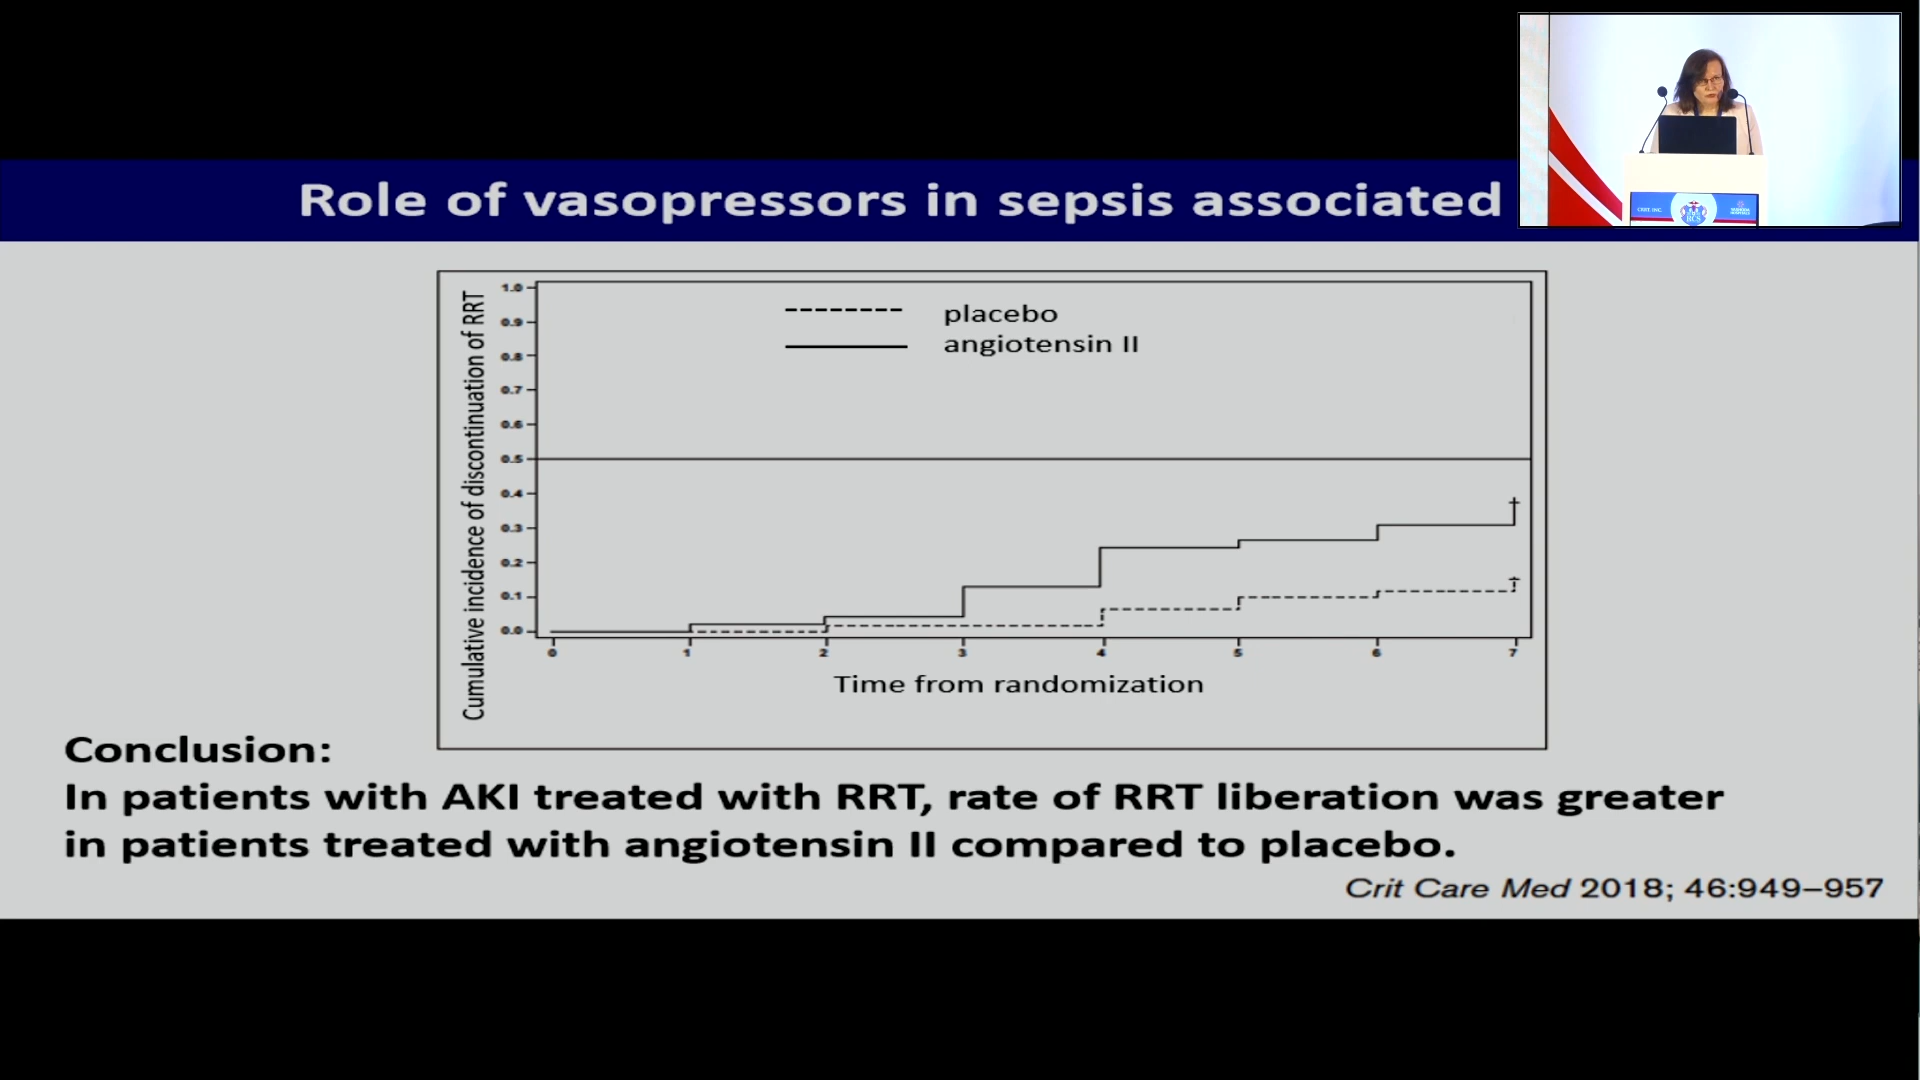 Role of vasopressors in sepsis associated
CRRT, INC.
HCS
placebo
angiotensin II
Cumulative incidence of discontinuation of RRT
1.0
0.9
0.8
0.7
0.6
0.5
0.4
0.3
0.2
0.1
0.0
0 1 2 3 4 5 6 7
Time from randomization
Conclusion:
In patients with AKI treated with RRT, rate of RRT liberation was greater
in patients treated with angiotensin II compared to placebo.
Crit Care Med 2018; 46:949–957